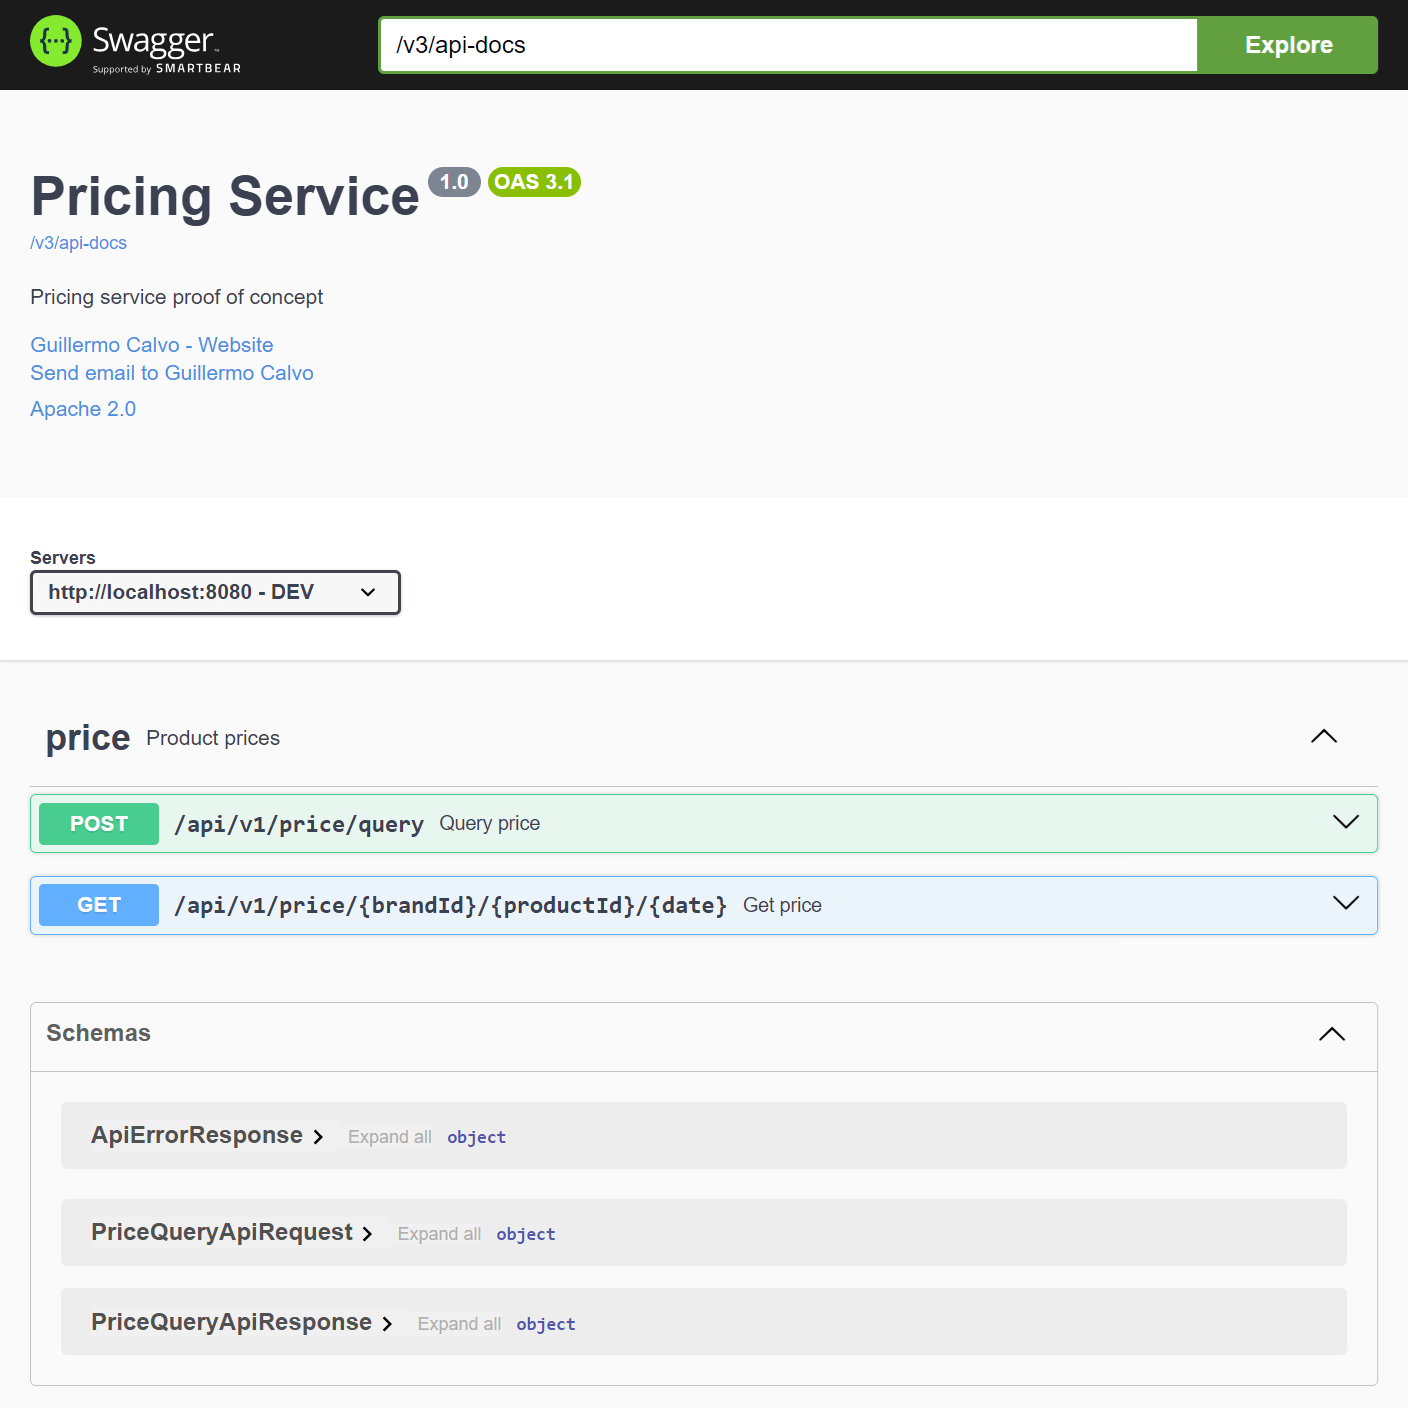 {···} Swagger™
Supported by SMARTBEAR
/v3/api-docs
Explore
Pricing Service 1.0 OAS 3.1
/v3/api-docs
Pricing service proof of concept
Guillermo Calvo - Website
Send email to Guillermo Calvo
Apache 2.0
Servers
http://localhost:8080 - DEV
price Product prices
POST /api/v1/price/query Query price
GET /api/v1/price/{brandId}/{productId}/{date} Get price
Schemas
ApiErrorResponse Expand all object
PriceQueryApiRequest Expand all object
PriceQueryApiResponse Expand all object